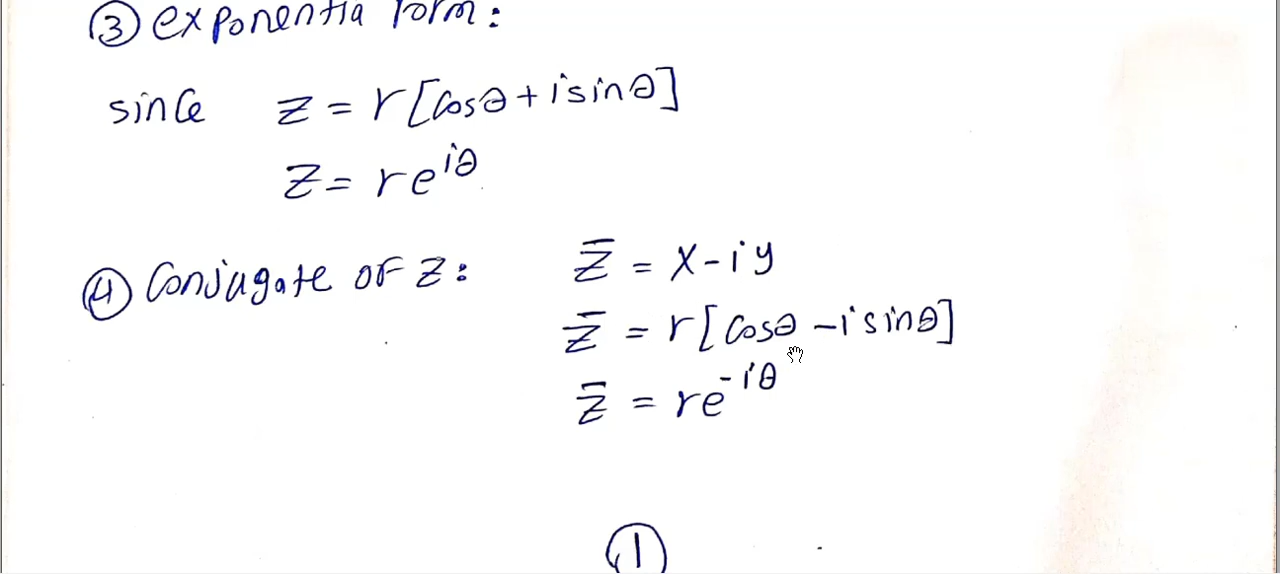 ③ exponentia form:
since z = r[cosθ + i sinθ]
z = re^{iθ}
④ Conjugate of z: z̄ = x - iy
z̄ = r[cosθ - i sinθ]
z̄ = re^{-iθ}
①